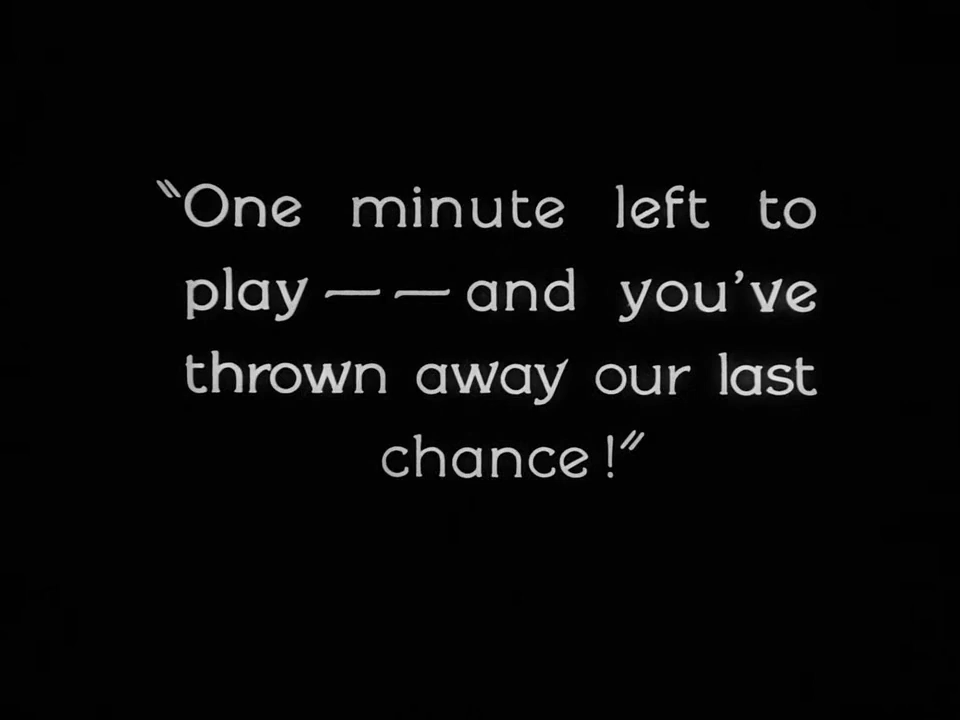 “One minute left to
play — — and you’ve
thrown away our last
chance !”